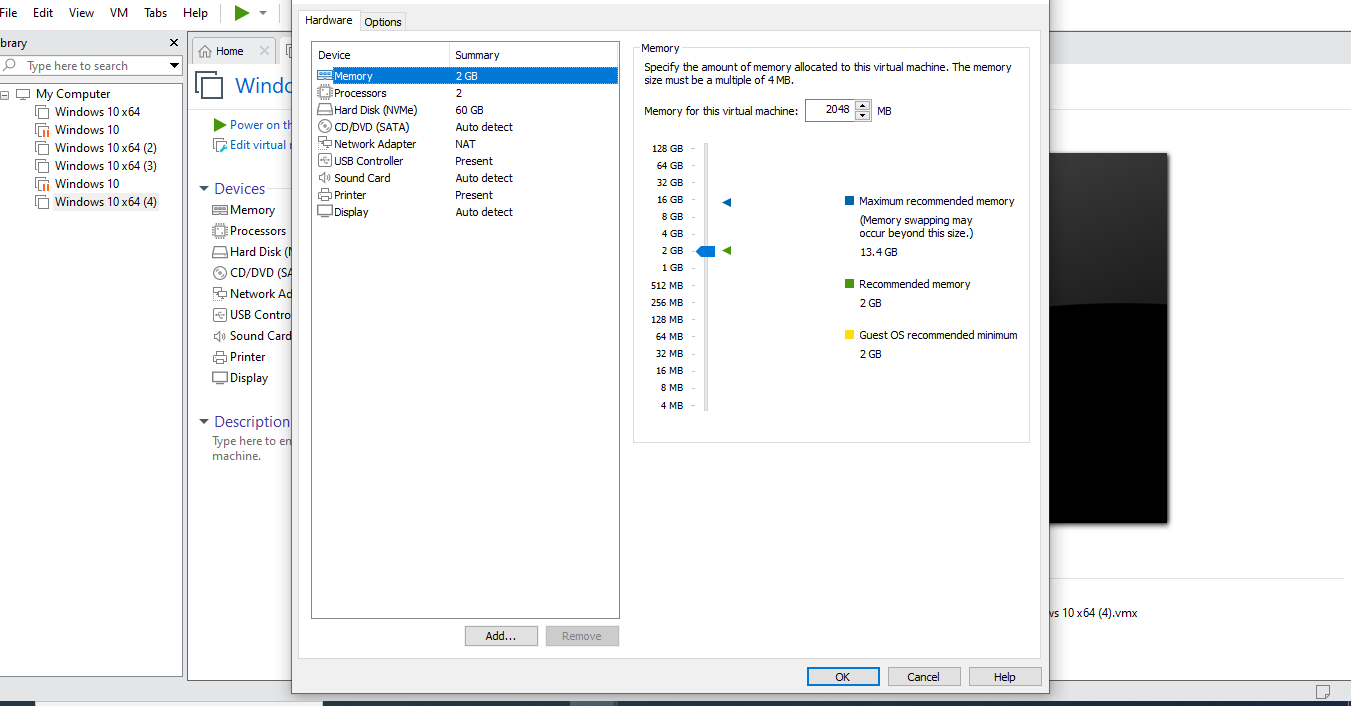 File Edit View VM Tabs Help
Hardware
Options
brary
Type here to search
My Computer
Windows 10 x64
Windows 10
Windows 10 x64 (2)
Windows 10 x64 (3)
Windows 10
Windows 10 x64 (4)
Home
Windo
Power on th
Edit virtual
Devices
Memory
Processors
Hard Disk (
CD/DVD (SA
Network Ad
USB Contro
Sound Card
Printer
Display
Description
Type here to en
machine.
Device Summary
Memory 2 GB
Processors 2
Hard Disk (NVMe) 60 GB
CD/DVD (SATA) Auto detect
Network Adapter NAT
USB Controller Present
Sound Card Auto detect
Printer Present
Display Auto detect
Add...
Remove
Memory
Specify the amount of memory allocated to this virtual machine. The memory
size must be a multiple of 4 MB.
Memory for this virtual machine: 2048 MB
128 GB
64 GB
32 GB
16 GB
8 GB
4 GB
2 GB
1 GB
512 MB
256 MB
128 MB
64 MB
32 MB
16 MB
8 MB
4 MB
Maximum recommended memory
(Memory swapping may
occur beyond this size.)
13.4 GB
Recommended memory
2 GB
Guest OS recommended minimum
2 GB
OK
Cancel
Help
ws 10 x64 (4).vmx